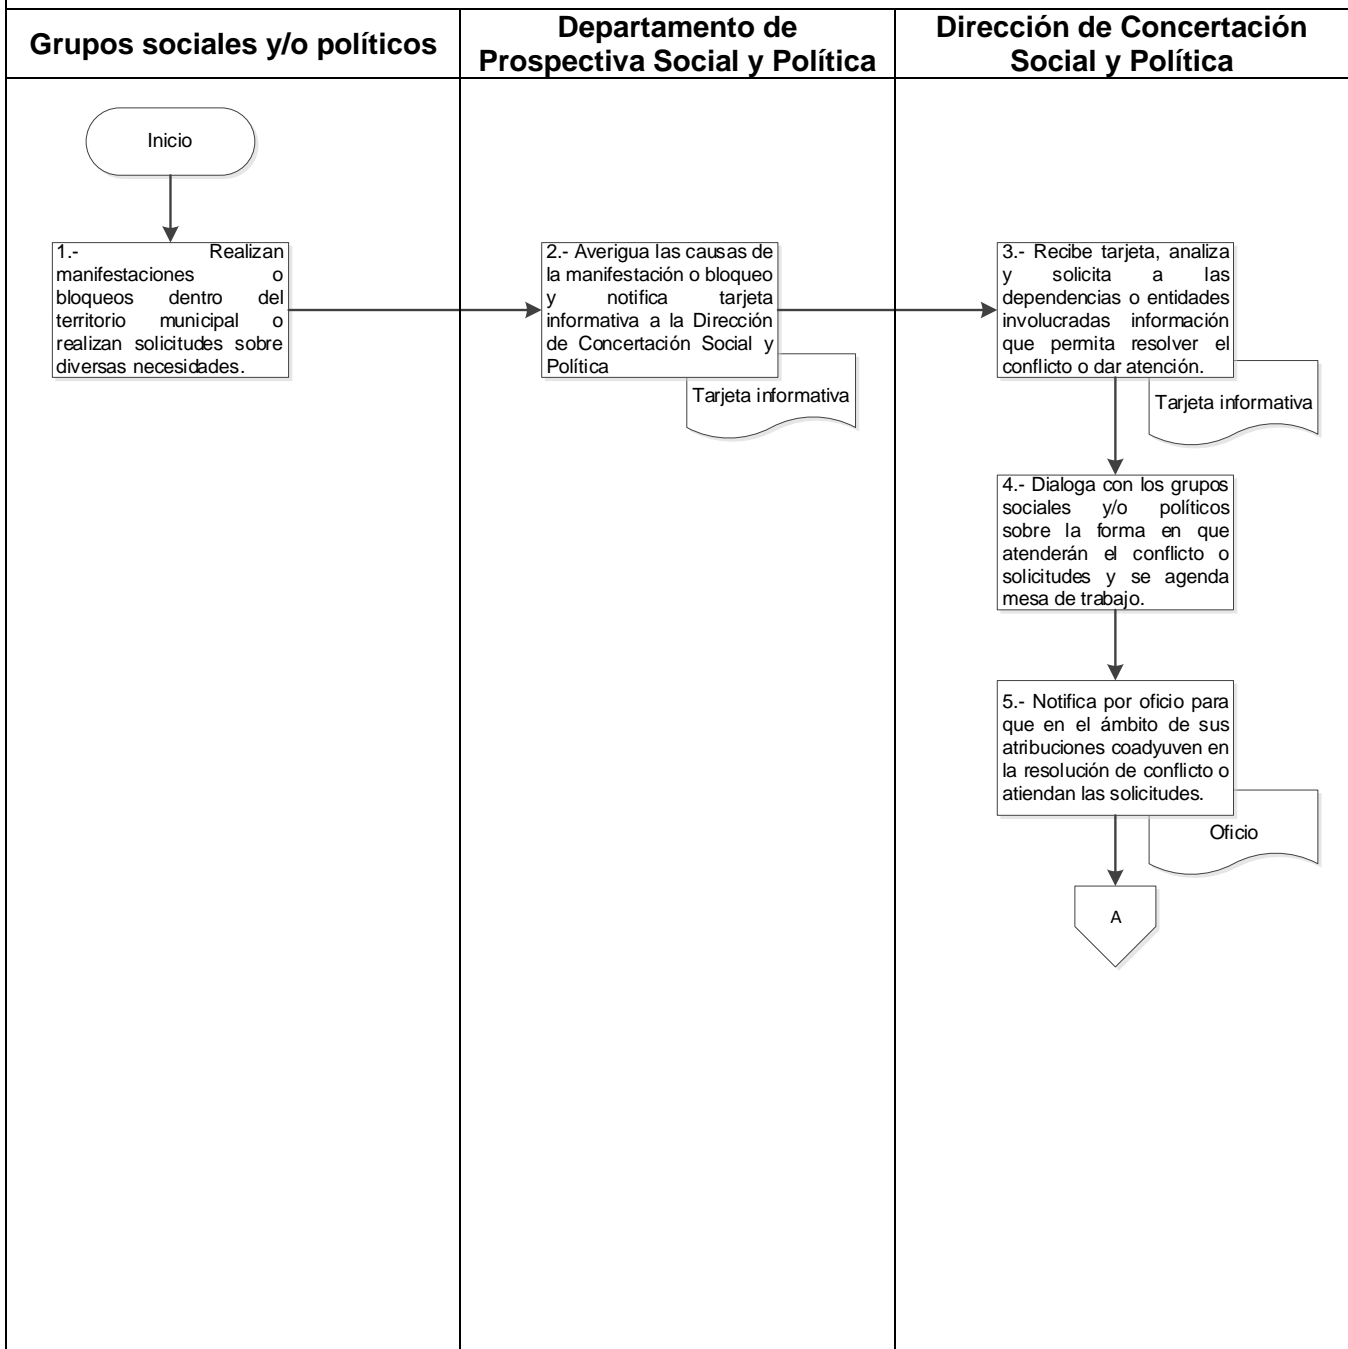 Grupos sociales y/o políticos
Departamento de
Prospectiva Social y Política
Dirección de Concertación
Social y Política
Inicio
1.- Realizan
manifestaciones o
bloqueos dentro del
territorio municipal o
realizan solicitudes sobre
diversas necesidades.
2.- Averigua las causas de
la manifestación o bloqueo
y notifica tarjeta
informativa a la Dirección
de Concertación Social y
Política
Tarjeta informativa
3.- Recibe tarjeta, analiza
y solicita a las
dependencias o entidades
involucradas información
que permita resolver el
conflicto o dar atención.
Tarjeta informativa
4.- Dialoga con los grupos
sociales y/o políticos
sobre la forma en que
atenderán el conflicto o
solicitudes y se agenda
mesa de trabajo.
5.- Notifica por oficio para
que en el ámbito de sus
atribuciones coadyuven en
la resolución de conflicto o
atiendan las solicitudes.
Oficio
A